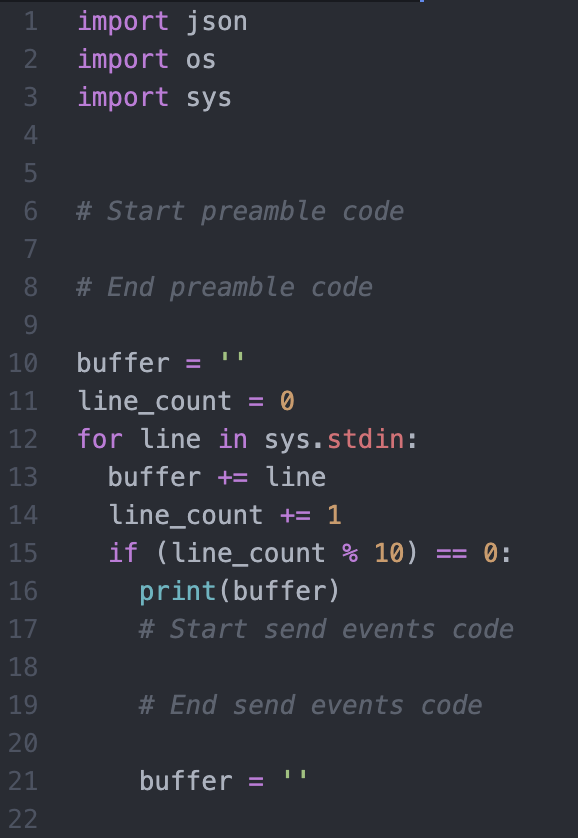 1 import json
2 import os
3 import sys
4
5
6 # Start preamble code
7
8 # End preamble code
9
10 buffer = ''
11 line_count = 0
12 for line in sys.stdin:
13   buffer += line
14   line_count += 1
15   if (line_count % 10) == 0:
16     print(buffer)
17     # Start send events code
18
19     # End send events code
20
21     buffer = ''
22